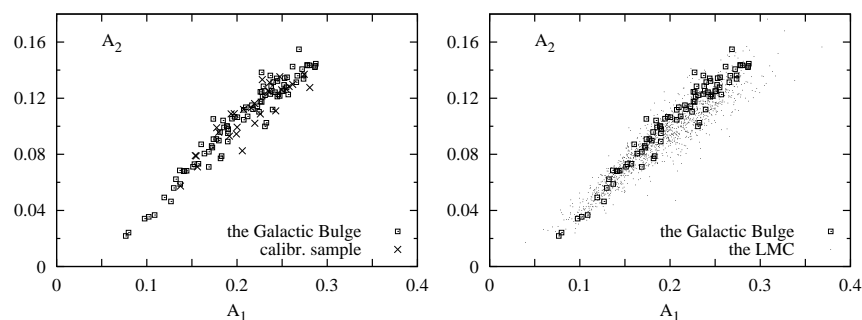 A2
0.16
0.12
0.08
0.04
0
the Galactic Bulge
calibr. sample
0 0.1 0.2 0.3 0.4
A1
A2
0.16
0.12
0.08
0.04
0
the Galactic Bulge
the LMC
0 0.1 0.2 0.3 0.4
A1